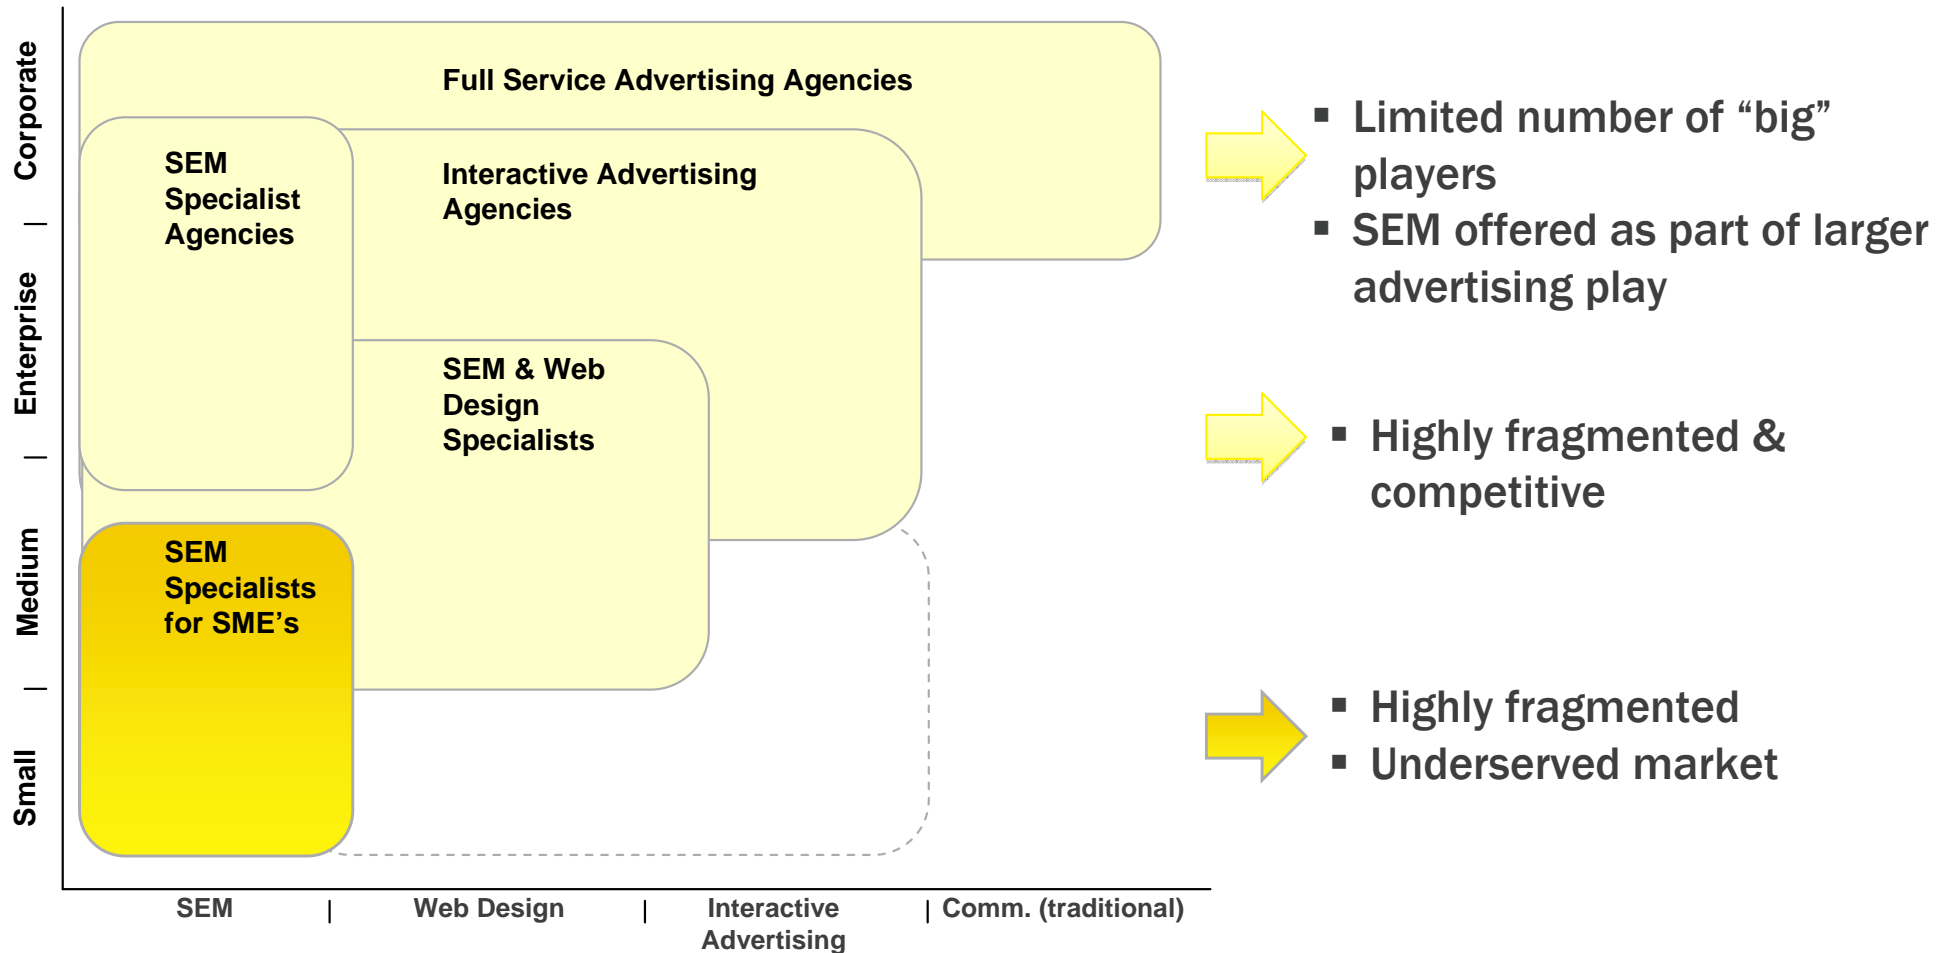 Corporate
Enterprise
Medium
Small
Full Service Advertising Agencies
SEM
Specialist
Agencies
Interactive Advertising
Agencies
SEM & Web
Design
Specialists
SEM
Specialists
for SME’s
SEM
Web Design
Interactive
Advertising
Comm. (traditional)
▪ Limited number of “big”
players
▪ SEM offered as part of larger
advertising play
▪ Highly fragmented &
competitive
▪ Highly fragmented
▪ Underserved market